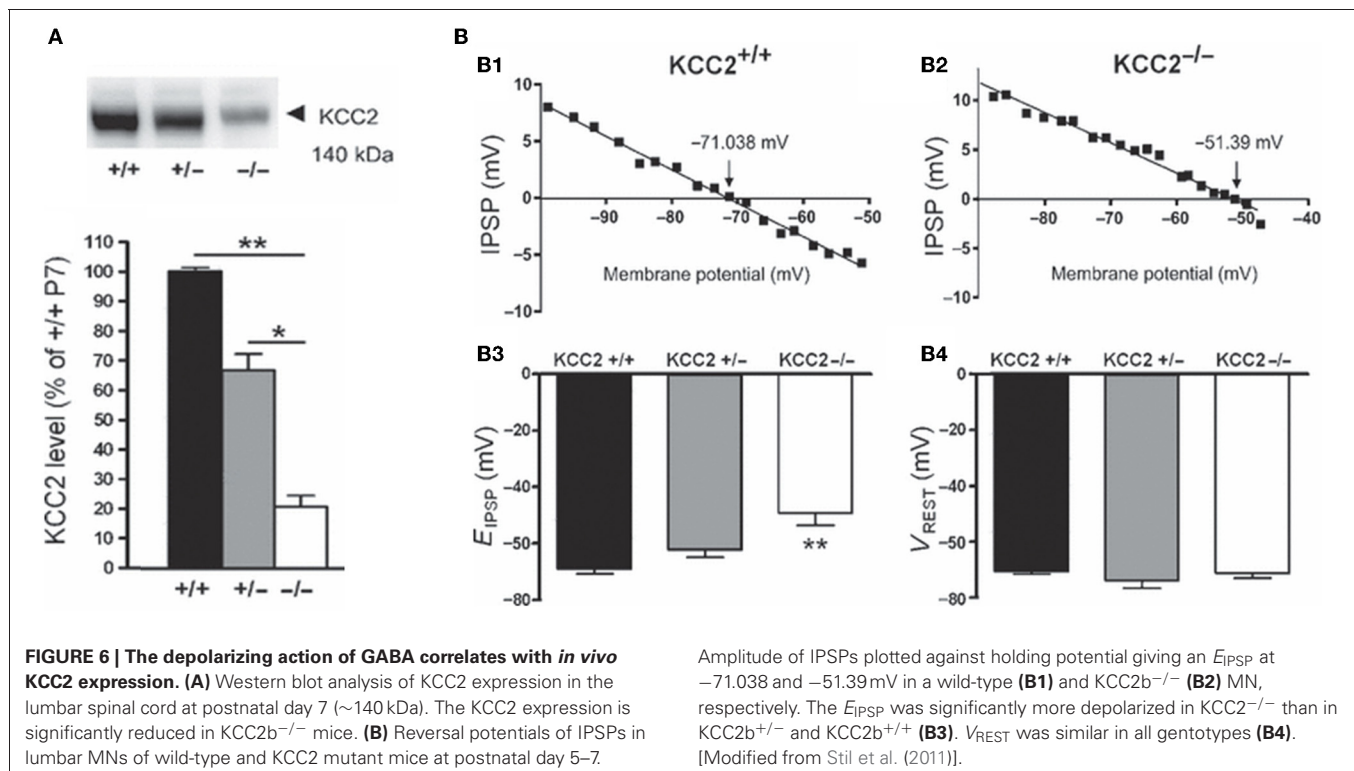 A
KCC2
140 kDa
+/+ +/− −/−
KCC2 level (% of +/+ P7)
110
100
90
80
70
60
50
40
30
20
10
0
**
*
+/+ +/− −/−
B
B1
KCC2+/+
IPSP (mV)
10
5
0
−5
−10
−71.038 mV
−90 −80 −70 −60 −50
Membrane potential (mV)
B2
KCC2−/−
IPSP (mV)
10
5
0
−5
−10
−51.39 mV
−80 −70 −60 −50 −40
Membrane potential (mV)
B3
KCC2 +/+ KCC2 +/− KCC2 −/−
EIPSP (mV)
0
−20
−40
−60
−80
**
B4
KCC2 +/+ KCC2 +/− KCC2 −/−
VREST (mV)
0
−20
−40
−60
−80
FIGURE 6 | The depolarizing action of GABA correlates with in vivo
KCC2 expression. (A) Western blot analysis of KCC2 expression in the
lumbar spinal cord at postnatal day 7 (~140 kDa). The KCC2 expression is
significantly reduced in KCC2b−/− mice. (B) Reversal potentials of IPSPs in
lumbar MNs of wild-type and KCC2 mutant mice at postnatal day 5–7.
Amplitude of IPSPs plotted against holding potential giving an EIPSP at
−71.038 and −51.39 mV in a wild-type (B1) and KCC2b−/− (B2) MN,
respectively. The EIPSP was significantly more depolarized in KCC2−/− than in
KCC2b+/− and KCC2b+/+ (B3). VREST was similar in all gentotypes (B4).
[Modified from Stil et al. (2011)].